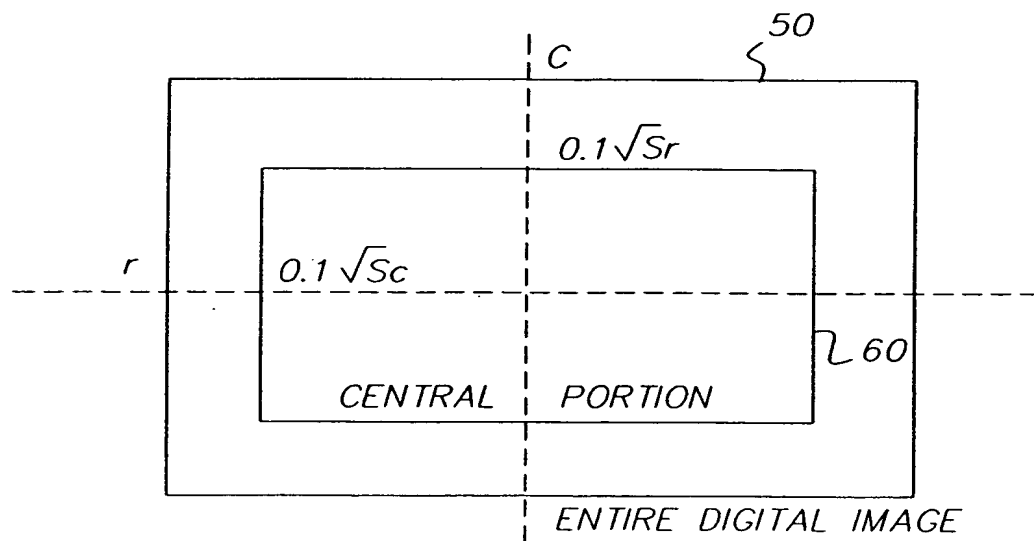 50
C
0.1√Sr
r
0.1√Sc
60
CENTRAL PORTION
ENTIRE DIGITAL IMAGE